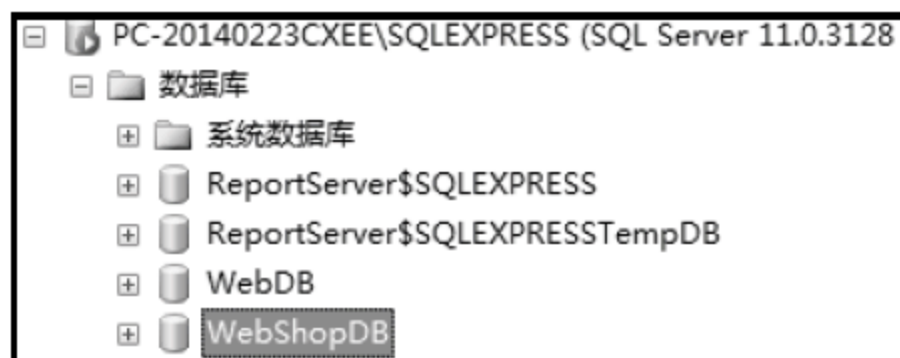 PC-20140223CXEE\SQLEXPRESS (SQL Server 11.0.3128
数据库
系统数据库
ReportServer$SQLEXPRESS
ReportServer$SQLEXPRESSTempDB
WebDB
WebShopDB